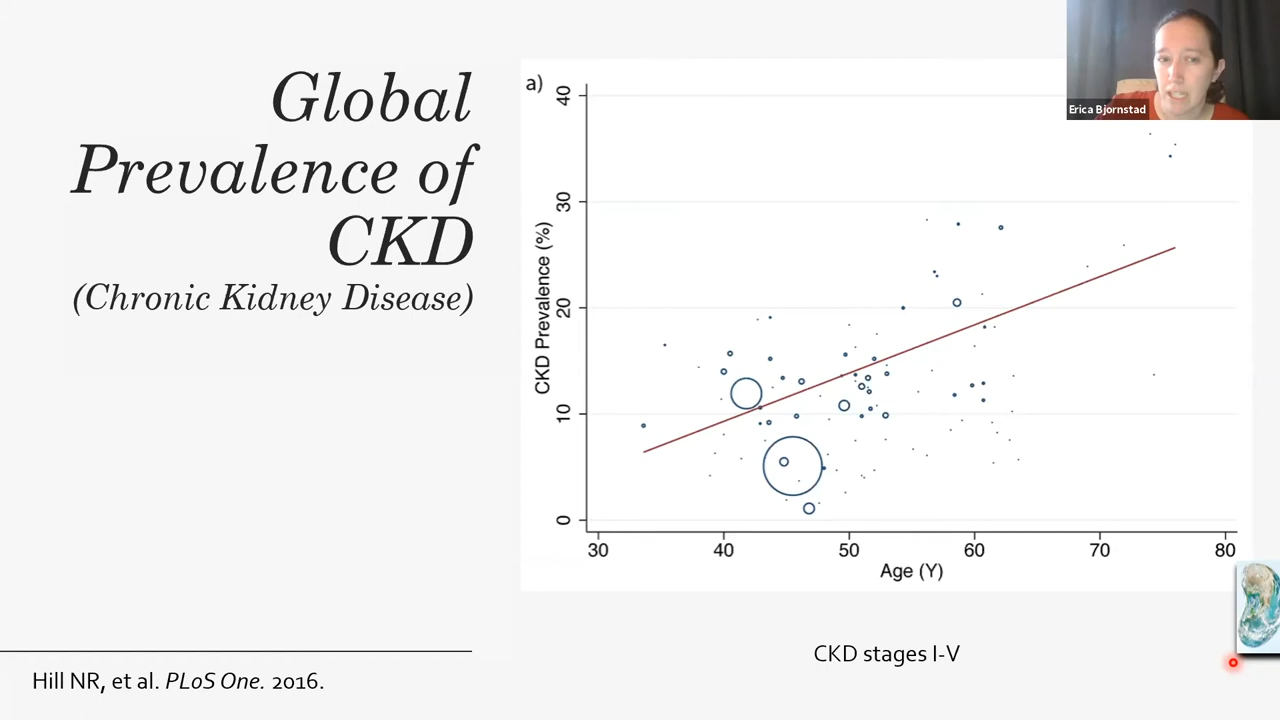 Global
Prevalence of
CKD
(Chronic Kidney Disease)
a)
CKD Prevalence (%)
40
30
20
10
0
30 40 50 60 70 80
Age (Y)
CKD stages I-V
Hill NR, et al. PLoS One. 2016.
Erica Bjornstad